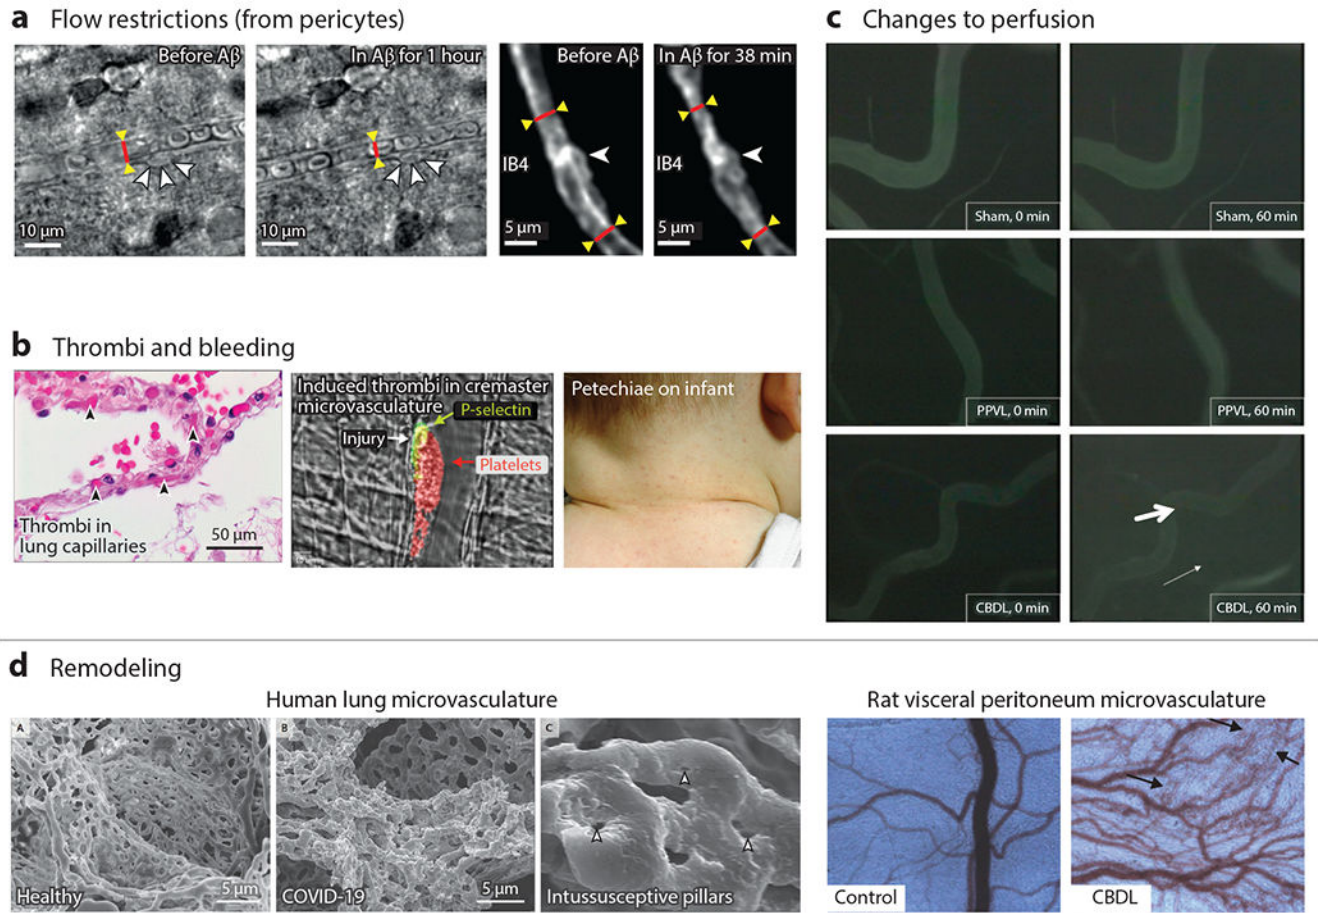 a Flow restrictions (from pericytes)
Before Aβ
10 μm
In Aβ for 1 hour
10 μm
Before Aβ
IB4
5 μm
In Aβ for 38 min
IB4
5 μm
b Thrombi and bleeding
Thrombi in
lung capillaries
50 μm
Induced thrombi in cremaster
microvasculature
P-selectin
Injury
Platelets
Petechiae on infant
c Changes to perfusion
Sham, 0 min
Sham, 60 min
PPVL, 0 min
PPVL, 60 min
CBDL, 0 min
CBDL, 60 min
d Remodeling
Human lung microvasculature
A
Healthy
5 μm
B
COVID-19
5 μm
C
Intussusceptive pillars
Rat visceral peritoneum microvasculature
Control
CBDL